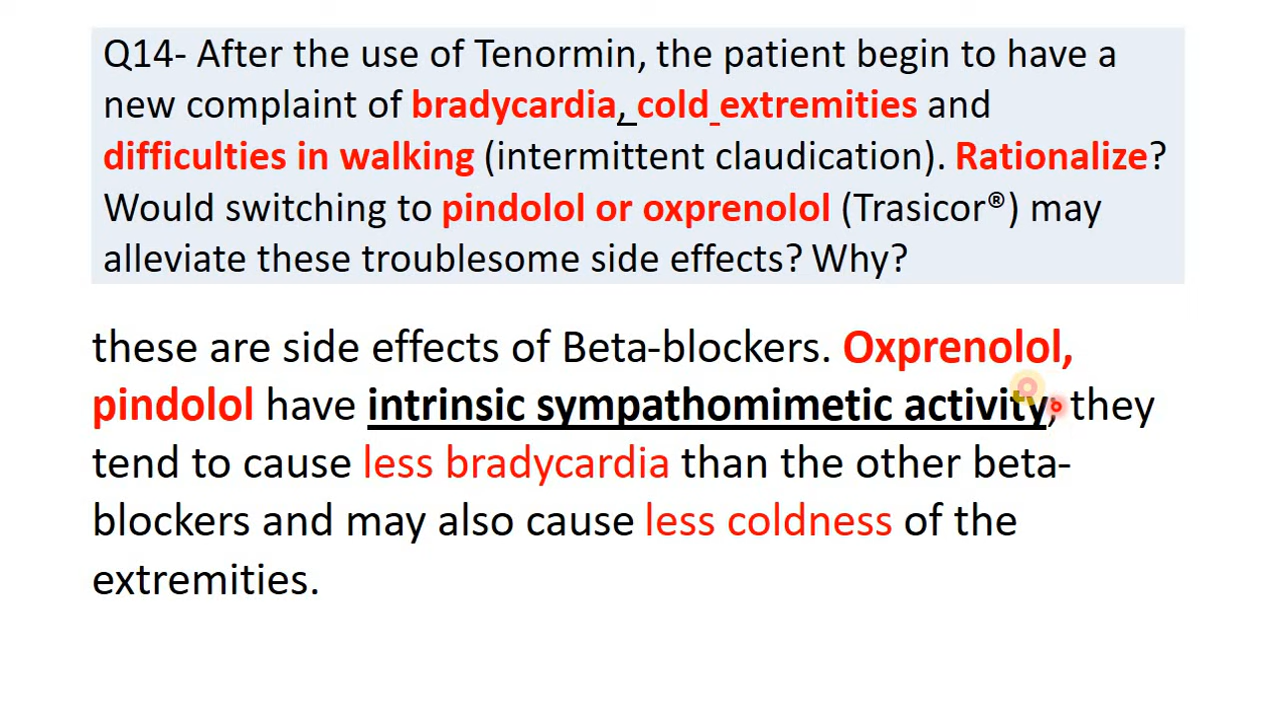 Q14- After the use of Tenormin, the patient begin to have a
new complaint of bradycardia, cold extremities and
difficulties in walking (intermittent claudication). Rationalize?
Would switching to pindolol or oxprenolol (Trasicor®) may
alleviate these troublesome side effects? Why?
these are side effects of Beta-blockers. Oxprenolol,
pindolol have intrinsic sympathomimetic activity; they
tend to cause less bradycardia than the other beta-
blockers and may also cause less coldness of the
extremities.